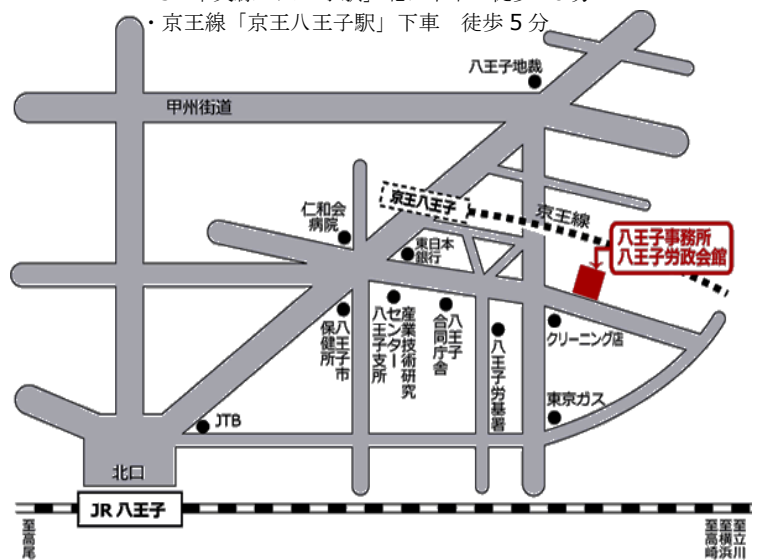 ・京王線「京王八王子駅」下車　徒歩５分
八王子地裁
甲州街道
京王八王子
京王線
仁和会
病院
東日本
銀行
八王子事務所
八王子労政会館
八王子市
保健所
産業技術研究
センター
八王子支所
八王子
合同庁舎
八王子労基署
クリーニング店
東京ガス
JTB
北口
JR 八王子
至高尾
至立川
至横浜
至高崎